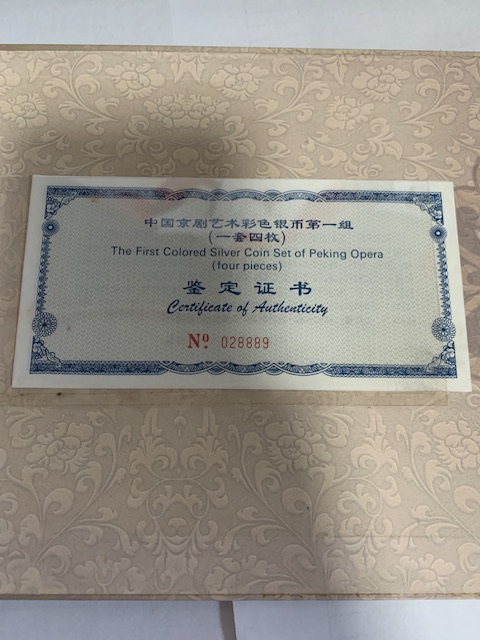 中国京剧艺术彩色银币第一组
(一套四枚)
The First Colored Silver Coin Set of Peking Opera
(four pieces)
鉴定证书
Certificate of Authenticity
Nº 028889